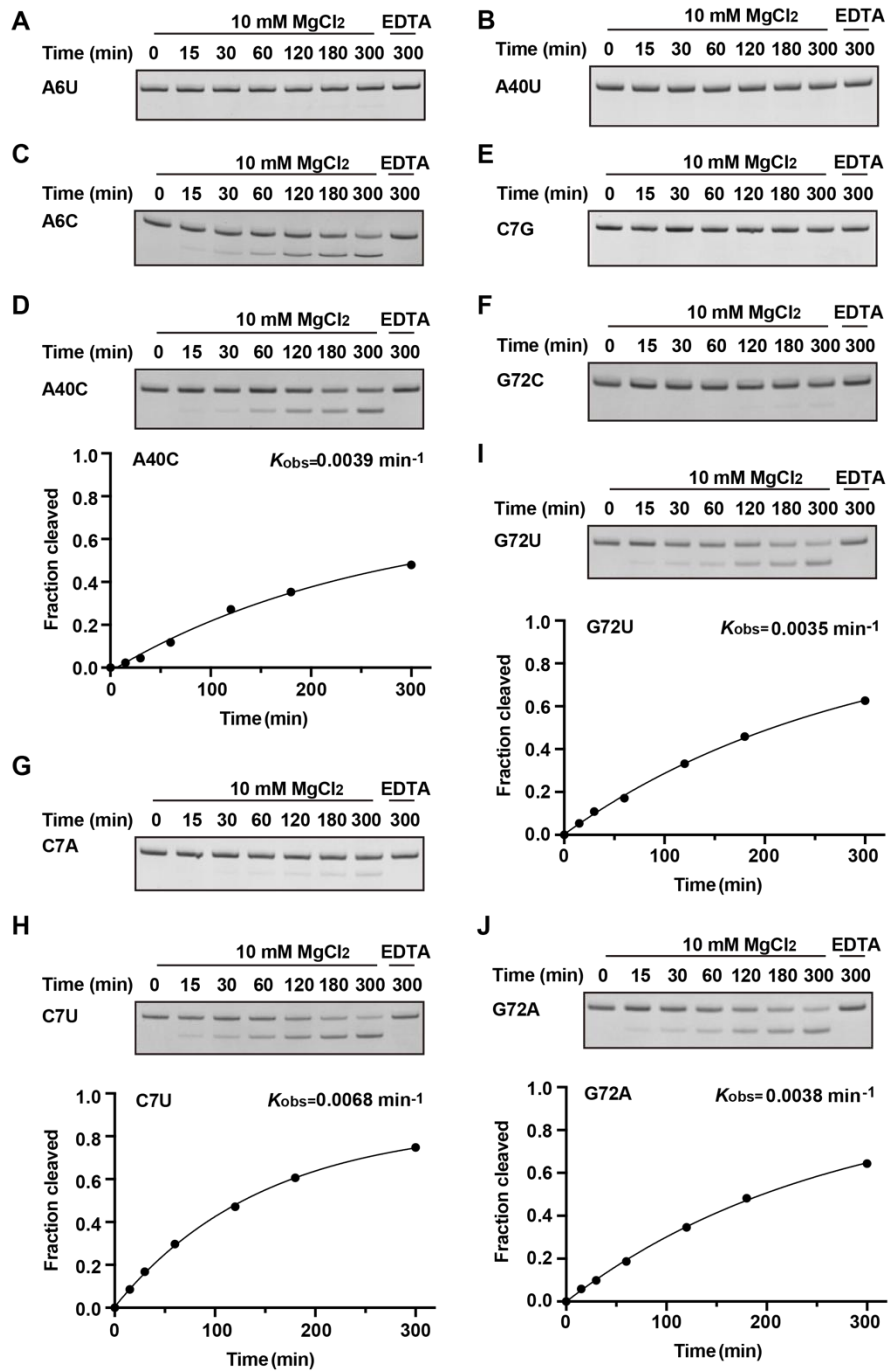 A
10 mM MgCl2 EDTA
Time (min) 0 15 30 60 120 180 300 300
A6U
B
10 mM MgCl2 EDTA
Time (min) 0 15 30 60 120 180 300 300
A40U
C
10 mM MgCl2 EDTA
Time (min) 0 15 30 60 120 180 300 300
A6C
E
10 mM MgCl2 EDTA
Time (min) 0 15 30 60 120 180 300 300
C7G
D
10 mM MgCl2 EDTA
Time (min) 0 15 30 60 120 180 300 300
A40C
A40C Kobs=0.0039 min-1
Fraction cleaved
1.0
0.8
0.6
0.4
0.2
0.0
0 100 200 300
Time (min)
F
10 mM MgCl2 EDTA
Time (min) 0 15 30 60 120 180 300 300
G72C
I
10 mM MgCl2 EDTA
Time (min) 0 15 30 60 120 180 300 300
G72U
G72U Kobs=0.0035 min-1
Fraction cleaved
1.0
0.8
0.6
0.4
0.2
0.0
0 100 200 300
Time (min)
G
10 mM MgCl2 EDTA
Time (min) 0 15 30 60 120 180 300 300
C7A
H
10 mM MgCl2 EDTA
Time (min) 0 15 30 60 120 180 300 300
C7U
C7U Kobs=0.0068 min-1
Fraction cleaved
1.0
0.8
0.6
0.4
0.2
0.0
0 100 200 300
Time (min)
J
10 mM MgCl2 EDTA
Time (min) 0 15 30 60 120 180 300 300
G72A
G72A Kobs=0.0038 min-1
Fraction cleaved
1.0
0.8
0.6
0.4
0.2
0.0
0 100 200 300
Time (min)